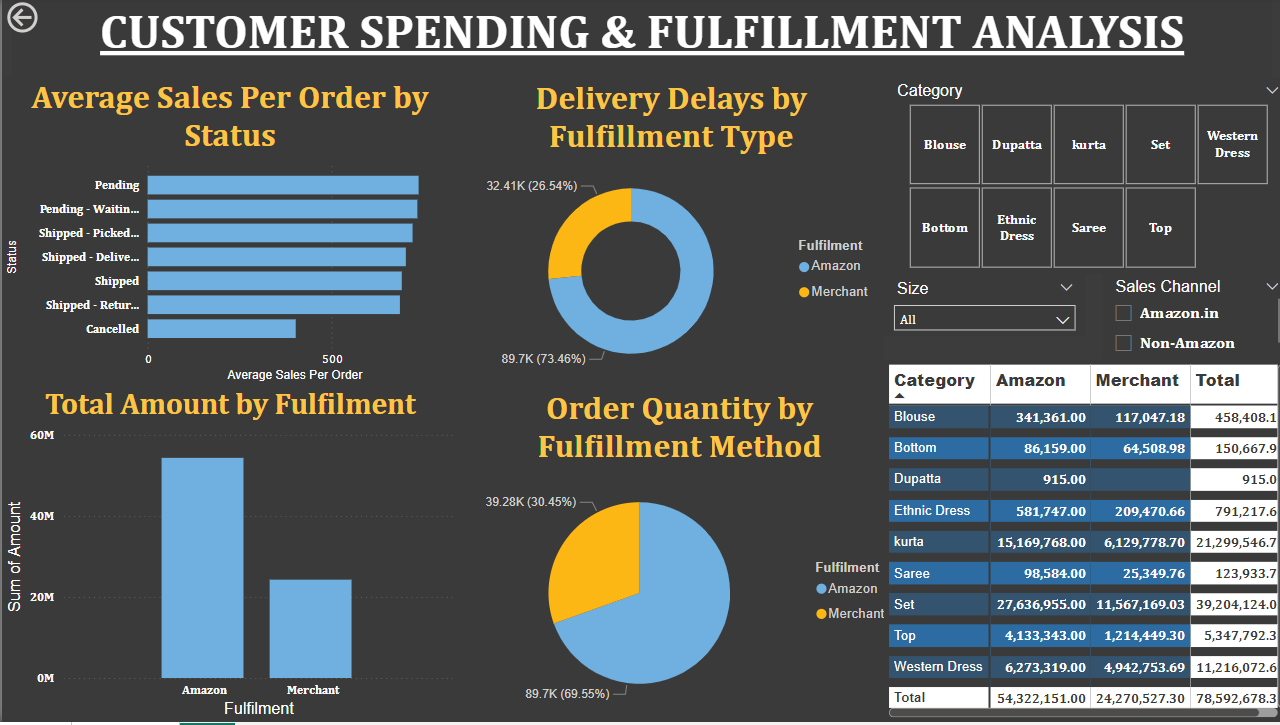 CUSTOMER SPENDING & FULFILLMENT ANALYSIS
Average Sales Per Order by
Status
Status
Pending
Pending - Waitin...
Shipped - Picked...
Shipped - Delive...
Shipped
Shipped - Retur...
Cancelled
0 500
Average Sales Per Order
Delivery Delays by
Fulfillment Type
32.41K (26.54%)
89.7K (73.46%)
Fulfilment
Amazon
Merchant
Total Amount by Fulfilment
Sum of Amount
60M
40M
20M
0M
Amazon Merchant
Fulfilment
Order Quantity by
Fulfillment Method
39.28K (30.45%)
89.7K (69.55%)
Fulfilment
Amazon
Merchant
Category
Blouse Dupatta kurta Set Western
Dress
Bottom Ethnic
Dress Saree Top
Size
All
Sales Channel
Amazon.in
Non-Amazon
Category Amazon Merchant Total
Blouse 341,361.00 117,047.18 458,408.1
Bottom 86,159.00 64,508.98 150,667.9
Dupatta 915.00 915.0
Ethnic Dress 581,747.00 209,470.66 791,217.6
kurta 15,169,768.00 6,129,778.70 21,299,546.7
Saree 98,584.00 25,349.76 123,933.7
Set 27,636,955.00 11,567,169.03 39,204,124.0
Top 4,133,343.00 1,214,449.30 5,347,792.3
Western Dress 6,273,319.00 4,942,753.69 11,216,072.6
Total 54,322,151.00 24,270,527.30 78,592,678.3